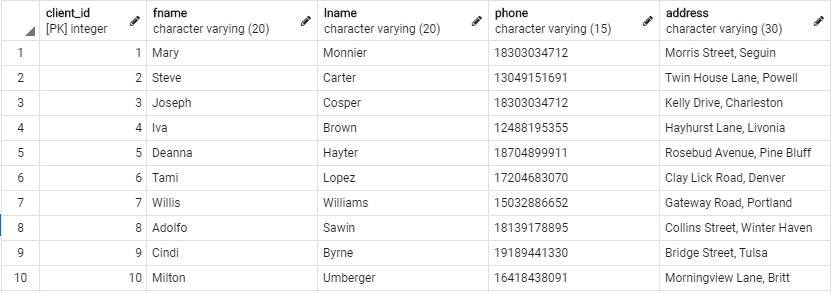 client_id fname lname phone address
[PK] integer character varying (20) character varying (20) character varying (15) character varying (30)
1 1 Mary Monnier 18303034712 Morris Street, Seguin
2 2 Steve Carter 13049151691 Twin House Lane, Powell
3 3 Joseph Cosper 18303034712 Kelly Drive, Charleston
4 4 Iva Brown 12488195355 Hayhurst Lane, Livonia
5 5 Deanna Hayter 18704899911 Rosebud Avenue, Pine Bluff
6 6 Tami Lopez 17204683070 Clay Lick Road, Denver
7 7 Willis Williams 15032886652 Gateway Road, Portland
8 8 Adolfo Sawin 18139178895 Collins Street, Winter Haven
9 9 Cindi Byrne 19189441330 Bridge Street, Tulsa
10 10 Milton Umberger 16418438091 Morningview Lane, Britt